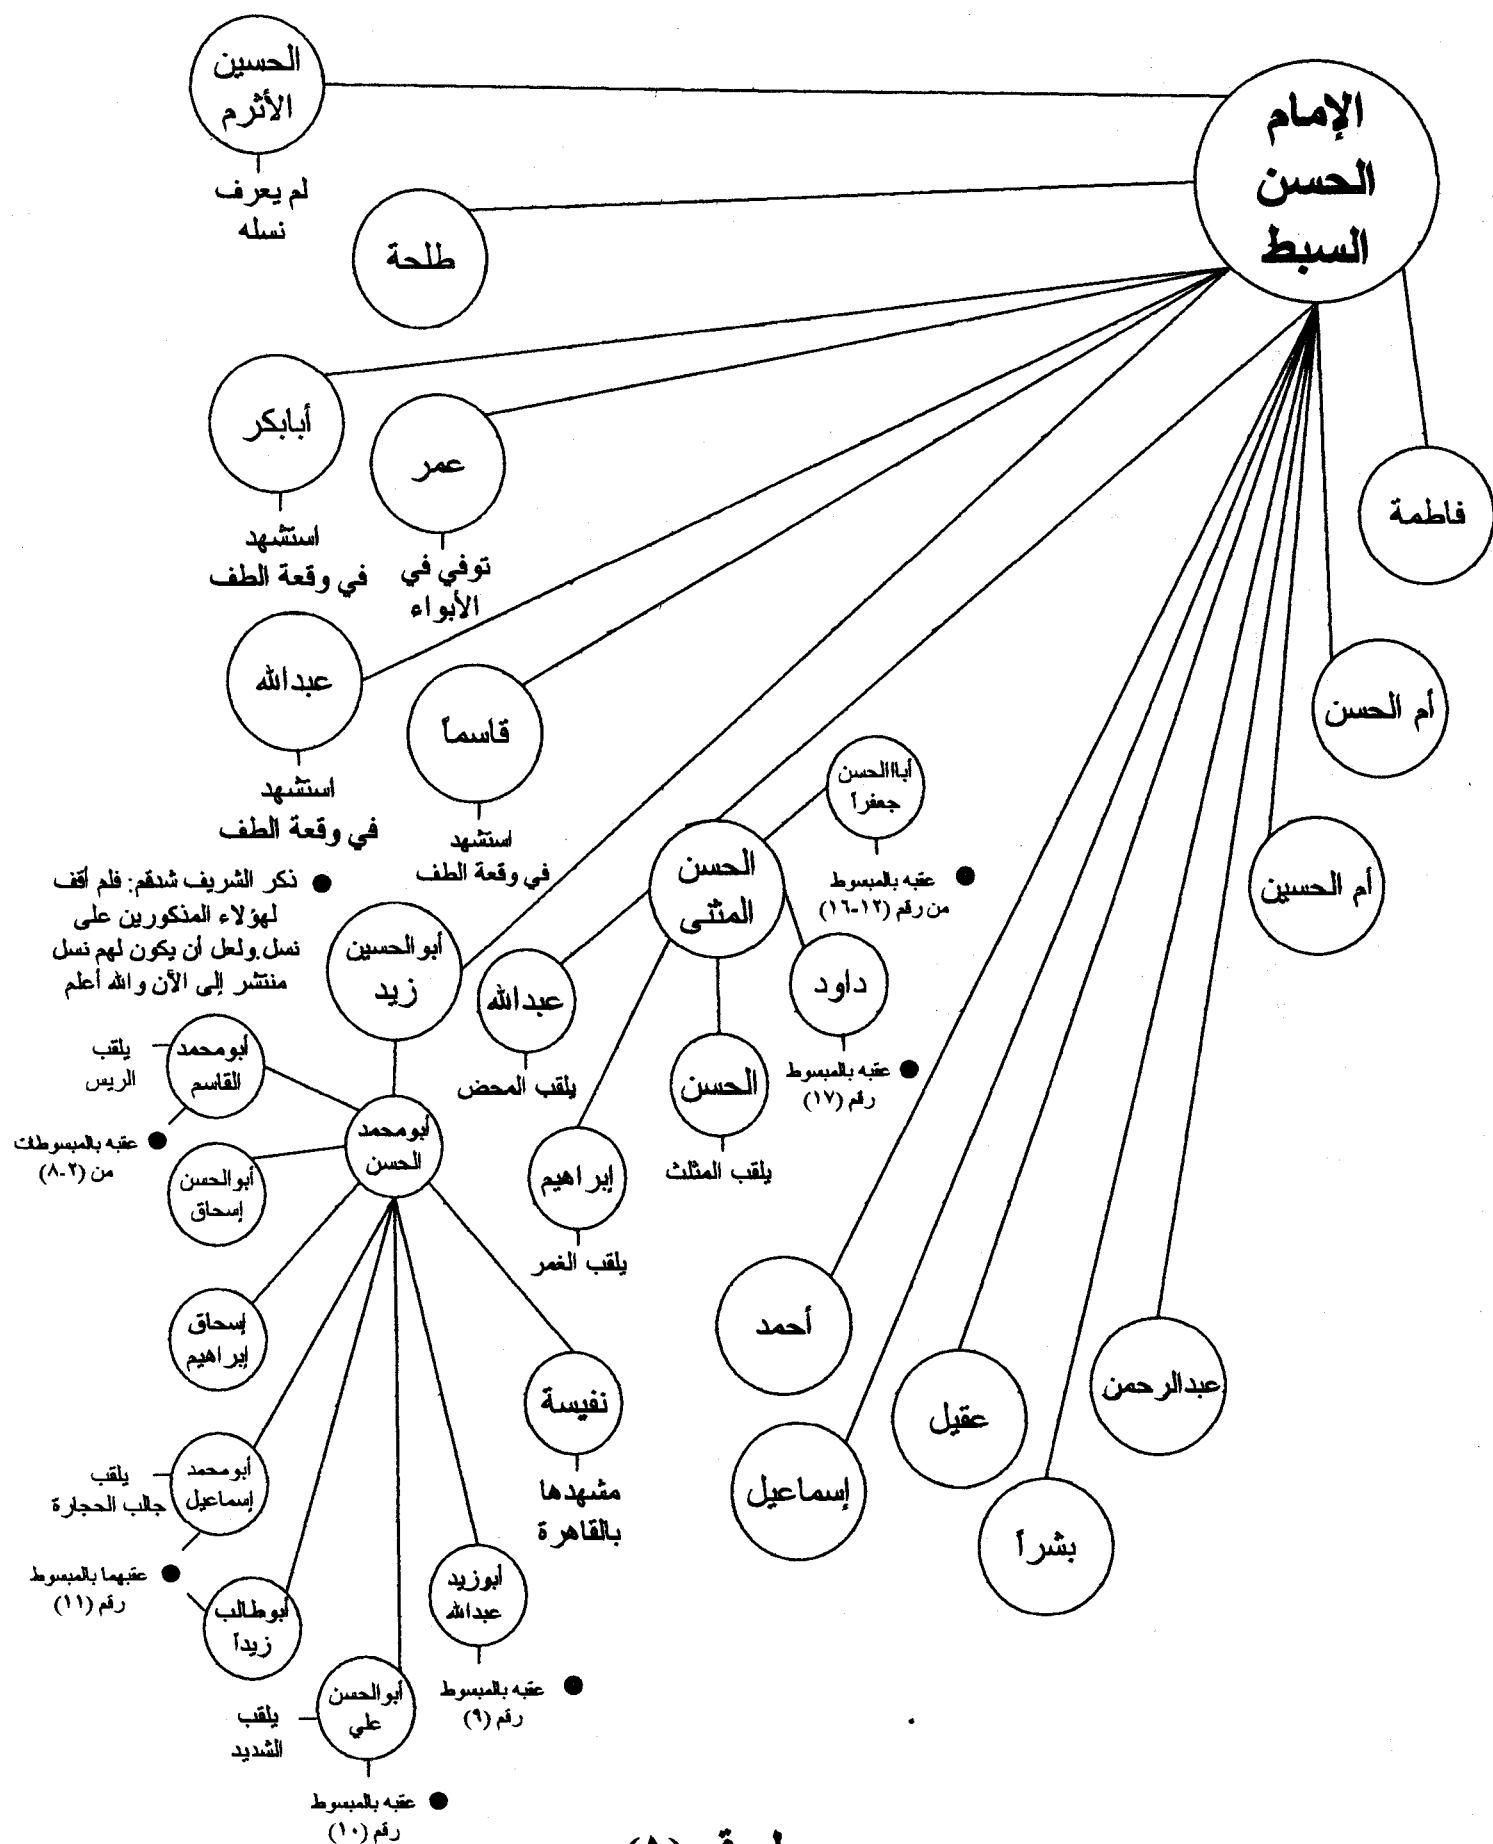 الإمام
الحسن
السبط
الحسين
الأثرم
لم يعرف
نسله
طلحة
أبابكر
استشهد
في وقعة الطف
عمر
توفي في
الأبواء
عبدالله
استشهد
في وقعة الطف
قاسماً
استشهد
في وقعة الطف
فاطمة
أم الحسن
أم الحسين
أباالحسن
جعفراً
● عقبه بالمبسوط
من رقم (١٢-١٦)
الحسن
المثنى
داود
● عقبه بالمبسوط
رقم (١٧)
الحسن
يلقب المثلث
عبدالله
يلقب المحض
إبراهيم
يلقب الغمر
● ذكر الشريف شدقم: فلم أقف
لهؤلاء المذكورين على
نسل.ولعل أن يكون لهم نسل
منتشر إلى الآن والله أعلم
أبوالحسين
زيد
أبومحمد
الحسن
أبومحمد
القاسم
يلقب
الريس
● عقبه بالمبسوطات
من (٢-٨)
أبوالحسن
إسحاق
إسحاق
إبراهيم
أبومحمد
إسماعيل
يلقب
جالب الحجارة
● عقبهما بالمبسوط
رقم (١١)
أبوطالب
زيداً
أبوالحسن
علي
يلقب
الشديد
● عقبه بالمبسوط
رقم (١٠)
أبوزيد
عبدالله
● عقبه بالمبسوط
رقم (٩)
نفيسة
مشهدها
بالقاهرة
أحمد
إسماعيل
عقيل
بشراً
عبدالرحمن